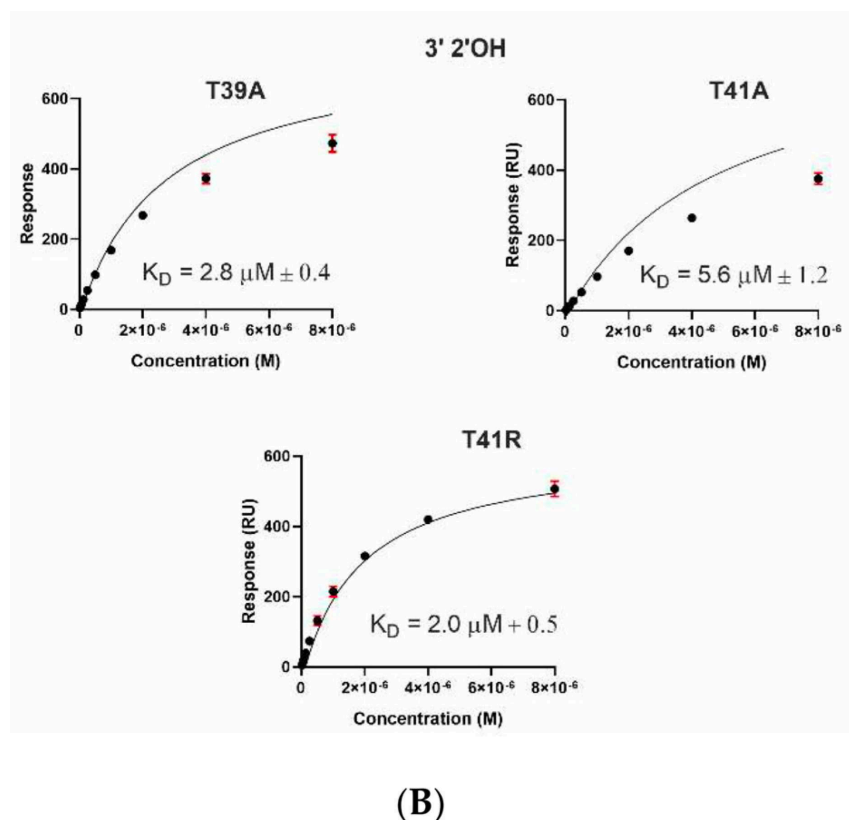 3' 2'OH
T39A
600
400
200
0
Response
K_D = 2.8 µM ± 0.4
0 2×10⁻⁶ 4×10⁻⁶ 6×10⁻⁶ 8×10⁻⁶
Concentration (M)
T41A
600
400
200
0
Response (RU)
K_D = 5.6 µM ± 1.2
0 2×10⁻⁶ 4×10⁻⁶ 6×10⁻⁶ 8×10⁻⁶
Concentration (M)
T41R
600
400
200
0
Response (RU)
K_D = 2.0 µM + 0.5
0 2×10⁻⁶ 4×10⁻⁶ 6×10⁻⁶ 8×10⁻⁶
Concentration (M)
(B)